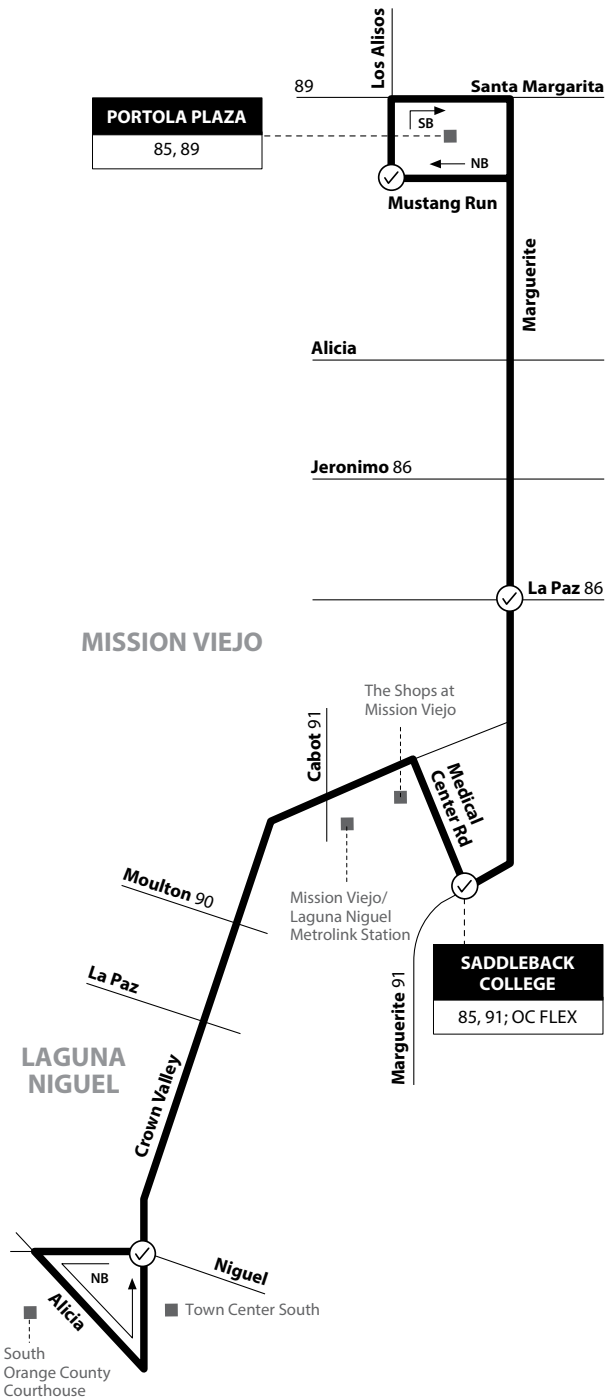 Los Alisos
89
Santa Margarita
PORTOLA PLAZA
85, 89
SB
NB
Mustang Run
Marguerite
Alicia
Jeronimo 86
La Paz 86
MISSION VIEJO
The Shops at
Mission Viejo
Cabot 91
Medical
Center Rd
Moulton 90
Mission Viejo/
Laguna Niguel
Metrolink Station
La Paz
SADDLEBACK
COLLEGE
85, 91; OC FLEX
Marguerite 91
LAGUNA
NIGUEL
Crown Valley
Niguel
NB
Alicia
Town Center South
South
Orange County
Courthouse